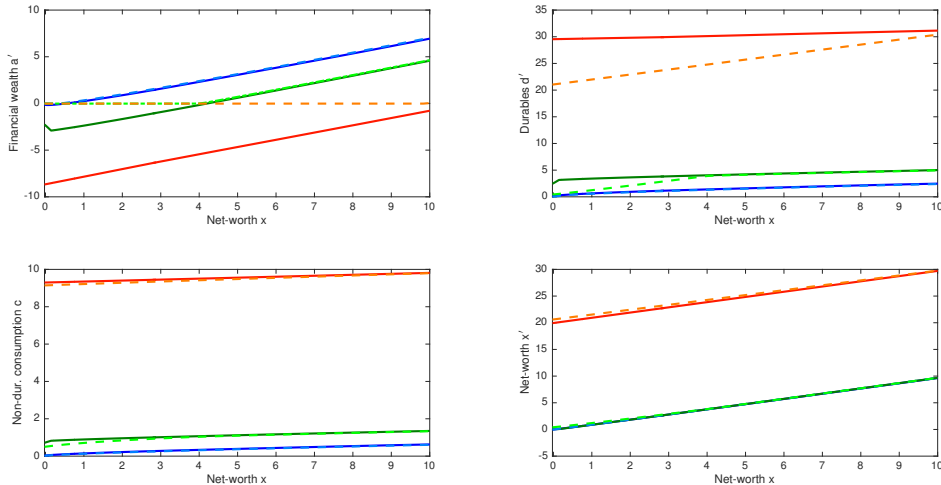 10
5
0
-5
-10
Financial wealth a′
0 1 2 3 4 5 6 7 8 9 10
Net-worth x
35
30
25
20
15
10
5
0
Durables d′
0 1 2 3 4 5 6 7 8 9 10
Net-worth x
10
8
6
4
2
0
Non-dur. consumption c
0 1 2 3 4 5 6 7 8 9 10
Net-worth x
30
25
20
15
10
5
0
-5
Net-worth x′
0 1 2 3 4 5 6 7 8 9 10
Net-worth x